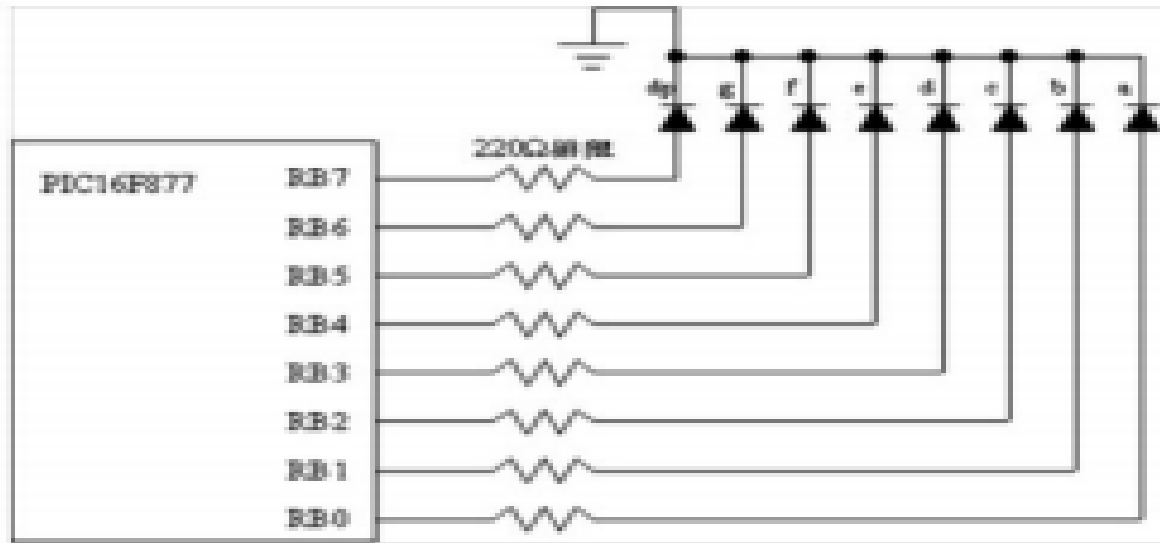 dp g f e d c b a
220Ω
PIC16F877
RB7
RB6
RB5
RB4
RB3
RB2
RB1
RB0